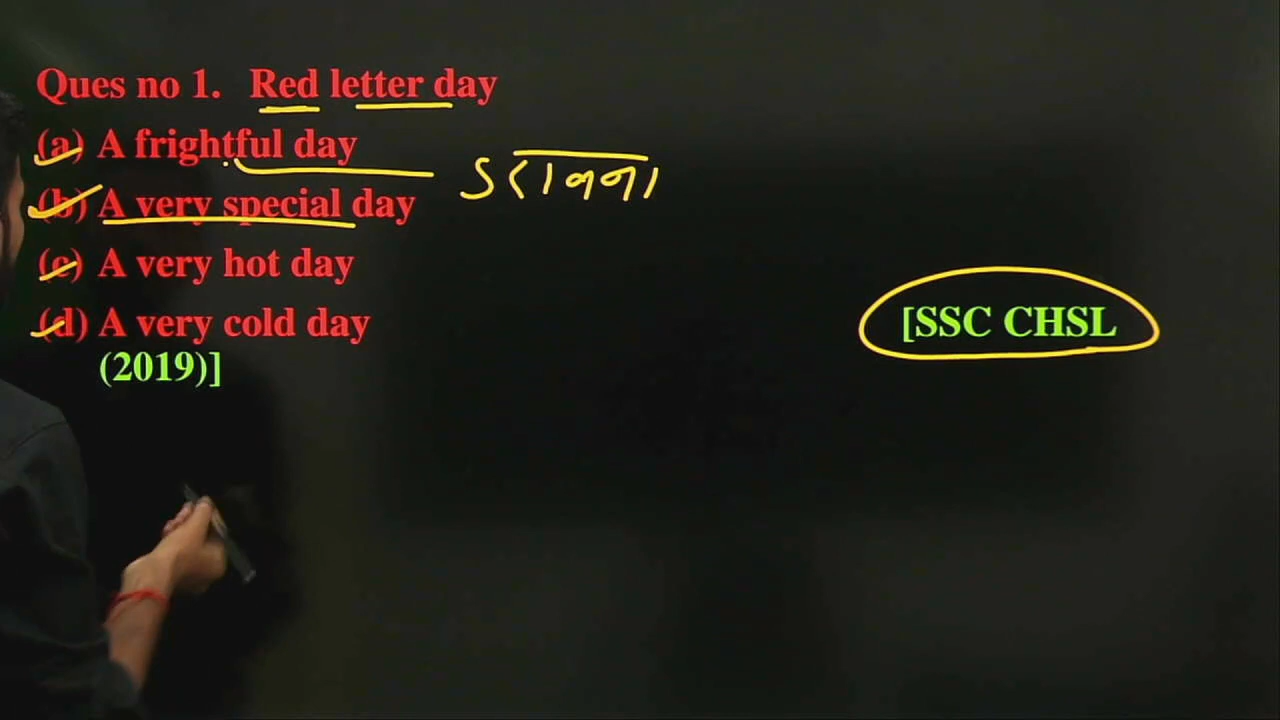 Ques no 1. Red letter day
(a) A frightful day
डरावना
(b) A very special day
(c) A very hot day
(d) A very cold day [SSC CHSL
(2019)]